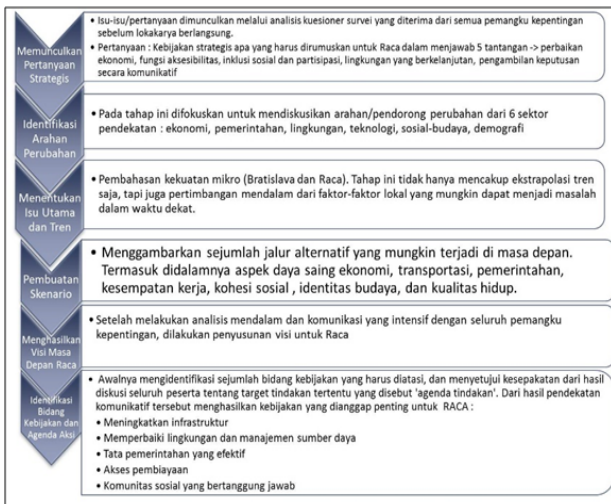 Memunculkan
Pertanyaan
Strategis
• Isu-isu/pertanyaan dimunculkan melalui analisis kuesioner survei yang diterima dari semua pemangku kepentingan
sebelum lokakarya berlangsung.
• Pertanyaan : Kebijakan strategis apa yang harus dirumuskan untuk Raca dalam menjawab 5 tantangan -> perbaikan
ekonomi, fungsi aksesibilitas, inklusi sosial dan partisipasi, lingkungan yang berkelanjutan, pengambilan keputusan
secara komunikatif
Identifikasi
Arahan
Perubahan
• Pada tahap ini difokuskan untuk mendiskusikan arahan/pendorong perubahan dari 6 sektor
pendekatan : ekonomi, pemerintahan, lingkungan, teknologi, sosial-budaya, demografi
Menentukan
Isu Utama
dan Tren
• Pembahasan kekuatan mikro (Bratislava dan Raca). Tahap ini tidak hanya mencakup ekstrapolasi tren
saja, tapi juga pertimbangan mendalam dari faktor-faktor lokal yang mungkin dapat menjadi masalah
dalam waktu dekat.
Pembuatan
Skenario
• Menggambarkan sejumlah jalur alternatif yang mungkin terjadi di masa depan.
Termasuk didalamnya aspek daya saing ekonomi, transportasi, pemerintahan,
kesempatan kerja, kohesi sosial , identitas budaya, dan kualitas hidup.
Menghasilkan
Visi Masa
Depan Raca
• Setelah melakukan analisis mendalam dan komunikasi yang intensif dengan seluruh pemangku
kepentingan, dilakukan penyusunan visi untuk Raca
Identifikasi
Bidang
Kebijakan dan
Agenda Aksi
• Awalnya mengidentifikasi sejumlah bidang kebijakan yang harus diatasi, dan menyetujui kesepakatan dari hasil
diskusi seluruh peserta tentang target tindakan tertentu yang disebut 'agenda tindakan'. Dari hasil pendekatan
komunikatif tersebut menghasilkan kebijakan yang dianggap penting untuk RACA :
• Meningkatkan infrastruktur
• Memperbaiki lingkungan dan manajemen sumber daya
• Tata pemerintahan yang efektif
• Akses pembiayaan
• Komunitas sosial yang bertanggung jawab